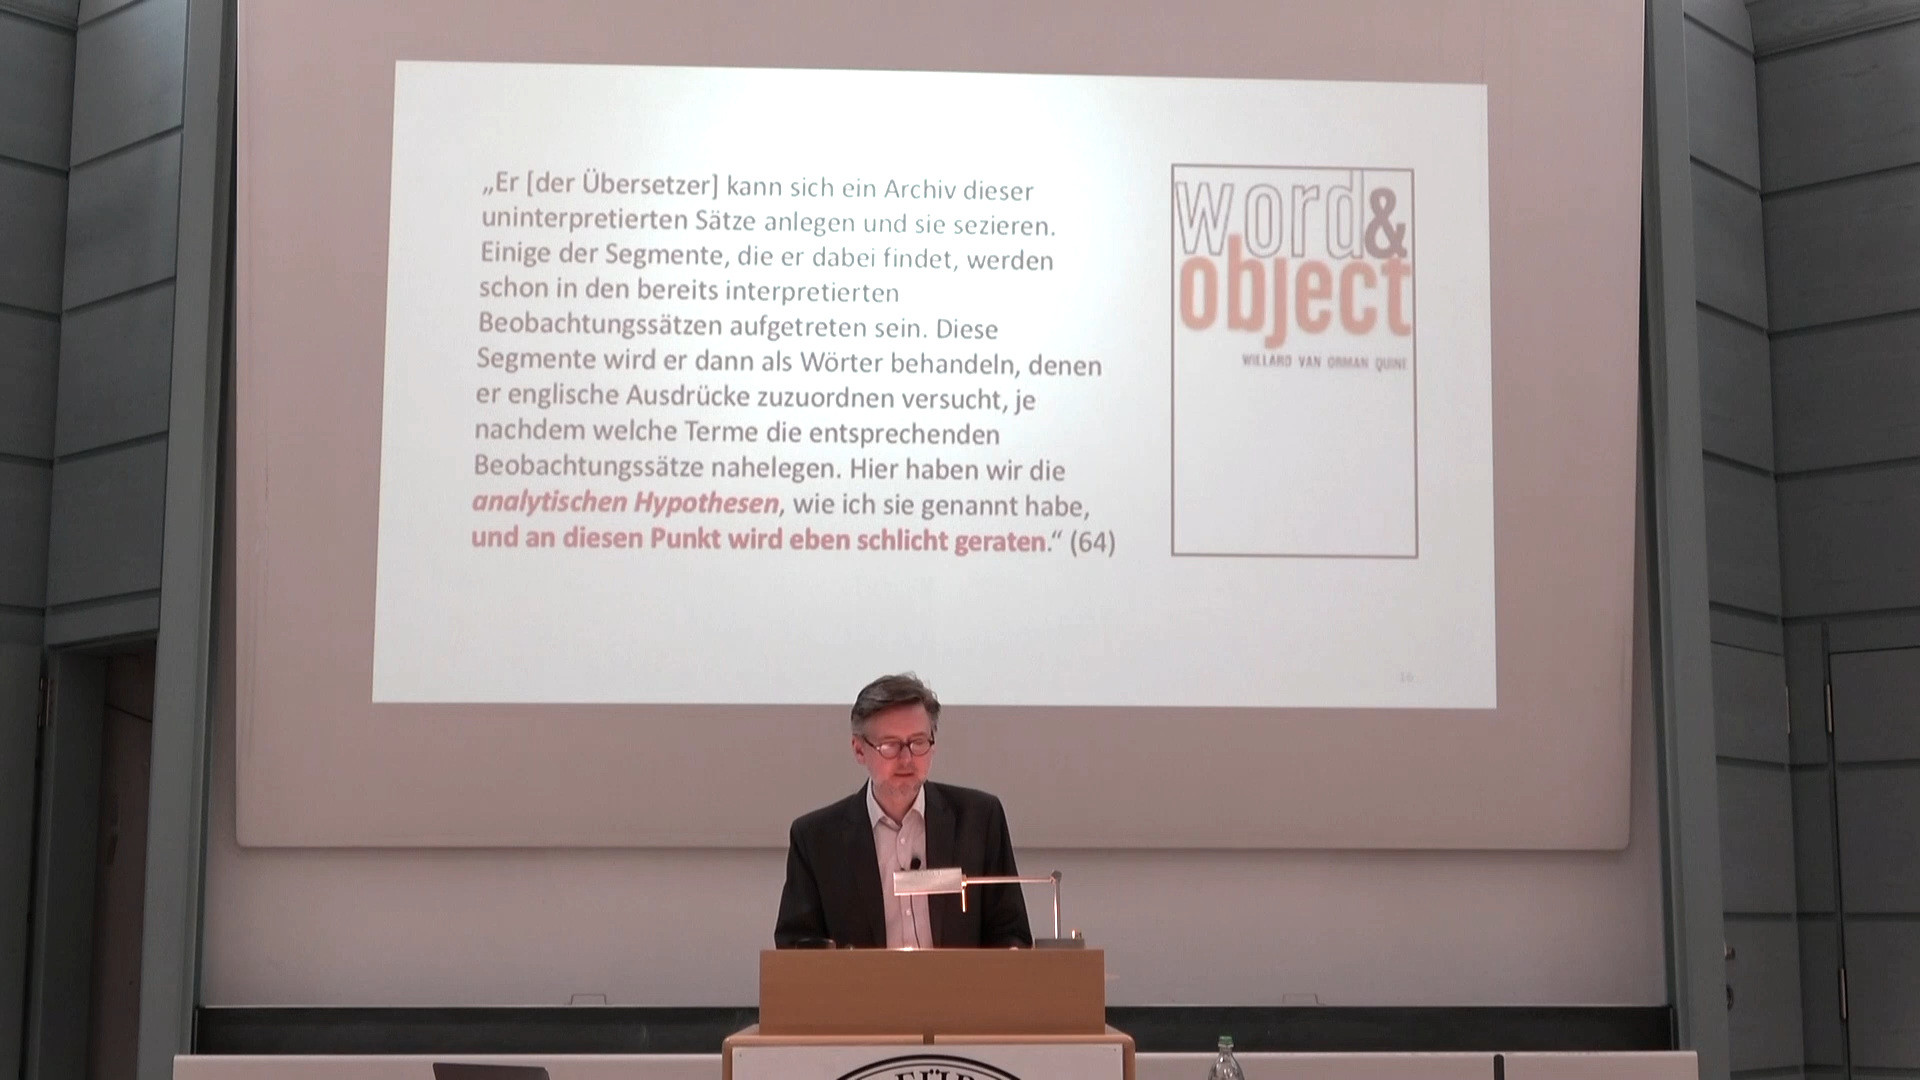 „Er [der Übersetzer] kann sich ein Archiv dieser
uninterpretierten Sätze anlegen und sie sezieren.
Einige der Segmente, die er dabei findet, werden
schon in den bereits interpretierten
Beobachtungssätzen aufgetreten sein. Diese
Segmente wird er dann als Wörter behandeln, denen
er englische Ausdrücke zuzuordnen versucht, je
nachdem welche Terme die entsprechenden
Beobachtungssätze nahelegen. Hier haben wir die
analytischen Hypothesen, wie ich sie genannt habe,
und an diesen Punkt wird eben schlicht geraten.“ (64)
word&
object
WILLARD VAN ORMAN QUINE
16
FÜR